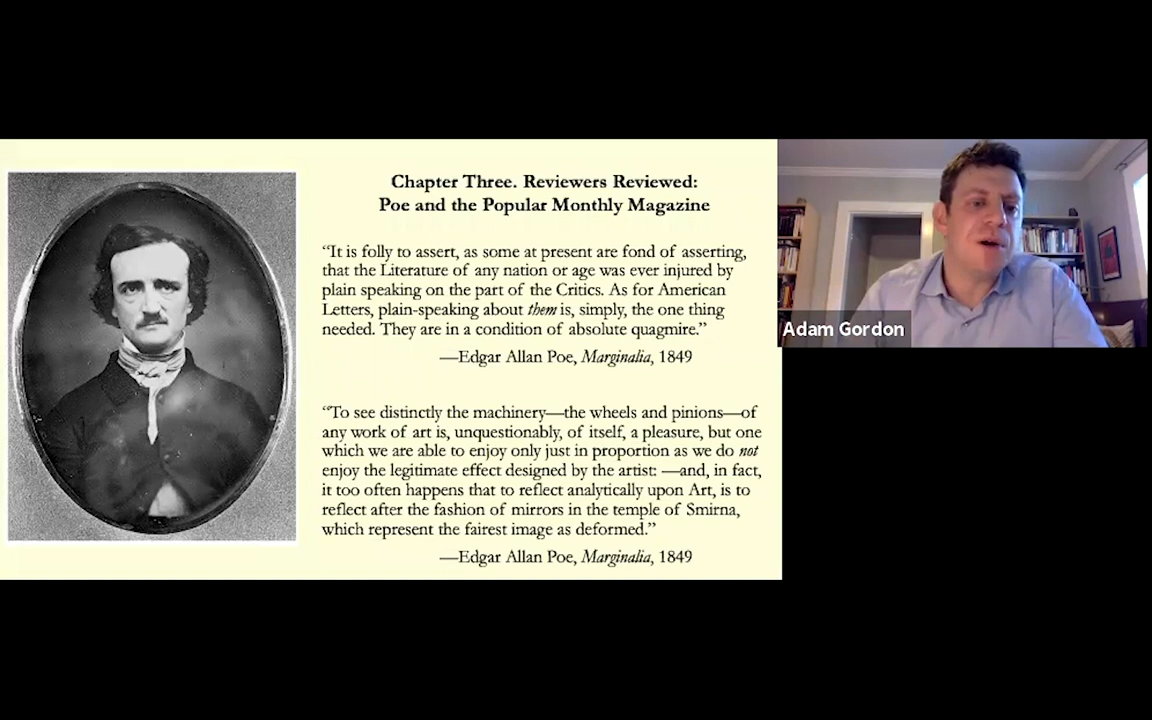 Chapter Three. Reviewers Reviewed:
Poe and the Popular Monthly Magazine
“It is folly to assert, as some at present are fond of asserting,
that the Literature of any nation or age was ever injured by
plain speaking on the part of the Critics. As for American
Letters, plain-speaking about them is, simply, the one thing
needed. They are in a condition of absolute quagmire.”
—Edgar Allan Poe, Marginalia, 1849
“To see distinctly the machinery—the wheels and pinions—of
any work of art is, unquestionably, of itself, a pleasure, but one
which we are able to enjoy only just in proportion as we do not
enjoy the legitimate effect designed by the artist: —and, in fact,
it too often happens that to reflect analytically upon Art, is to
reflect after the fashion of mirrors in the temple of Smirna,
which represent the fairest image as deformed.”
—Edgar Allan Poe, Marginalia, 1849
Adam Gordon